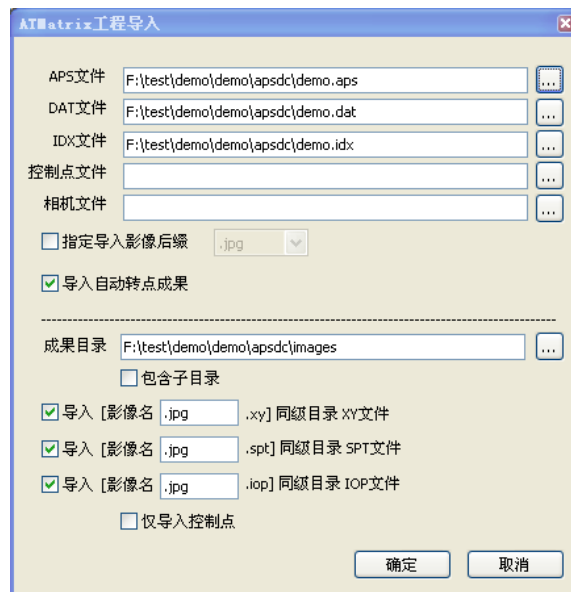 ATMatrix工程导入
APS文件 F:\test\demo\demo\apsdc\demo.aps ...
DAT文件 F:\test\demo\demo\apsdc\demo.dat ...
IDX文件 F:\test\demo\demo\apsdc\demo.idx ...
控制点文件 ...
相机文件 ...
指定导入影像后缀 .jpg
导入自动转点成果
成果目录 F:\test\demo\demo\apsdc\images ...
包含子目录
导入 [影像名 .jpg .xy] 同级目录 XY文件
导入 [影像名 .jpg .spt] 同级目录 SPT文件
导入 [影像名 .jpg .iop] 同级目录 IOP文件
仅导入控制点
确定 取消